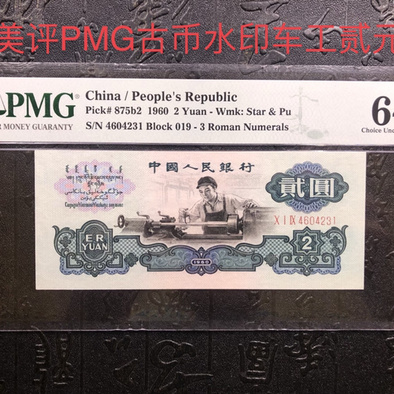 美评PMG古币水印车工贰元
PMG
MONEY GUARANTY
China / People's Republic
Pick# 875b2 1960 2 Yuan - Wmk: Star & Pu
S/N 4604231 Block 019 - 3 Roman Numerals
64
Choice Unc
中國人民銀行
貳圓
X I IX 4604231
ER
YUAN
2
1960